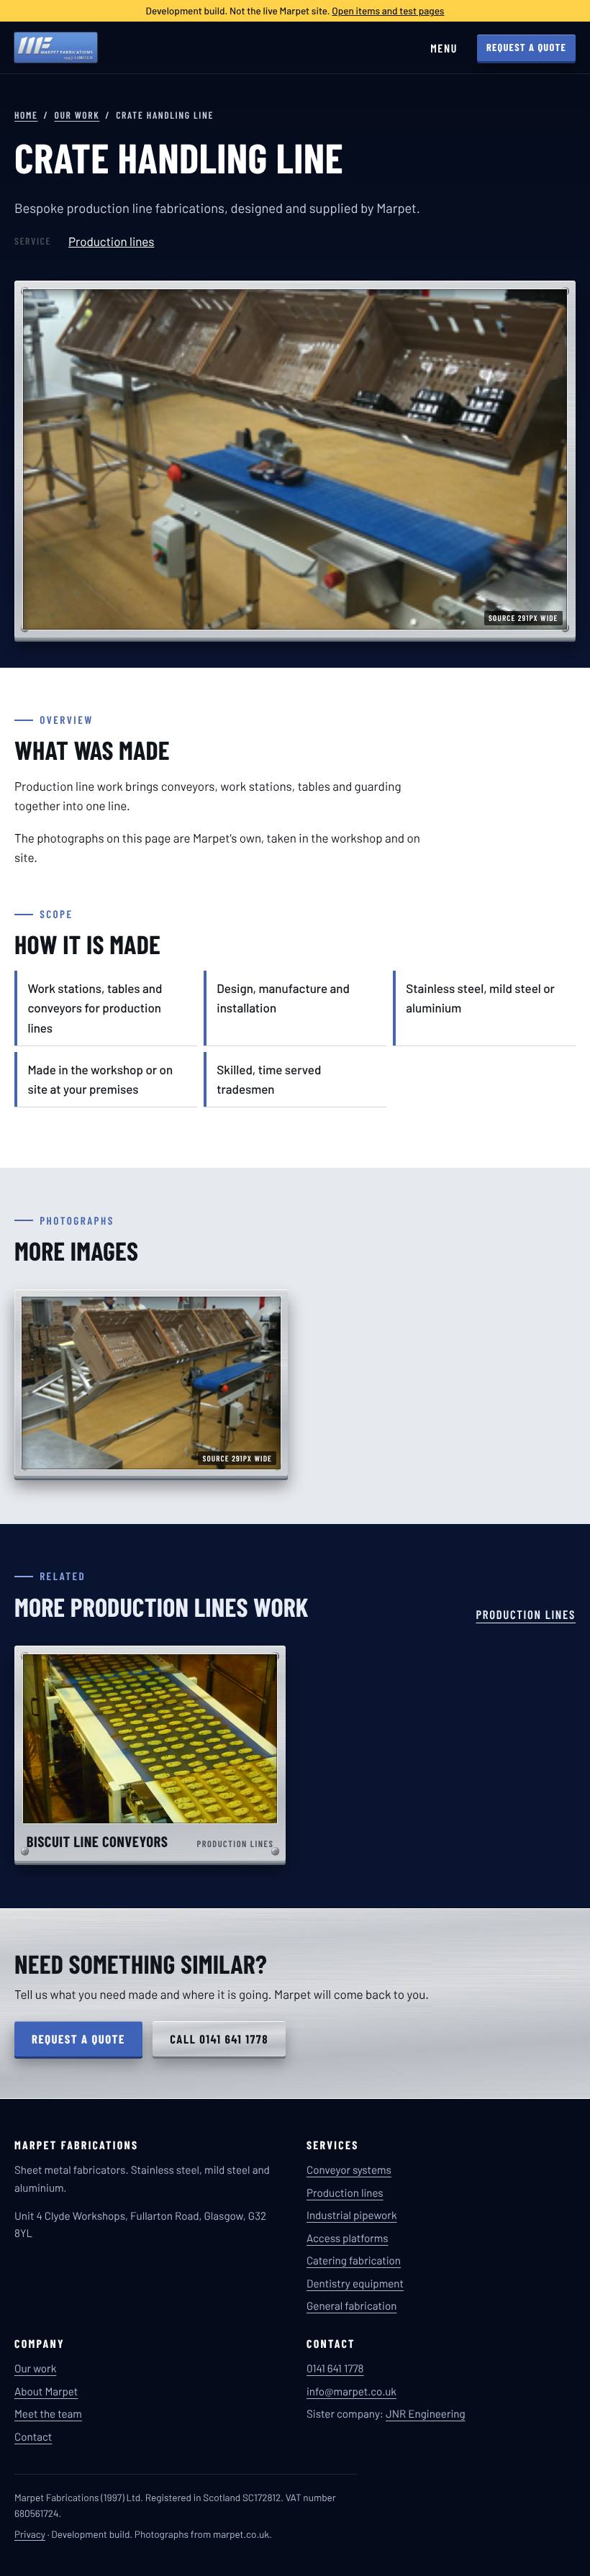 Development build. Not the live Marpet site. Open items and test pages
MF
MARPET FABRICATIONS
LIMITED
MENU
REQUEST A QUOTE
HOME / OUR WORK / CRATE HANDLING LINE
CRATE HANDLING LINE
Bespoke production line fabrications, designed and supplied by Marpet.
SERVICE Production lines
SOURCE 291PX WIDE
OVERVIEW
WHAT WAS MADE
Production line work brings conveyors, work stations, tables and guarding
together into one line.
The photographs on this page are Marpet's own, taken in the workshop and on
site.
SCOPE
HOW IT IS MADE
Work stations, tables and
conveyors for production
lines
Design, manufacture and
installation
Stainless steel, mild steel or
aluminium
Made in the workshop or on
site at your premises
Skilled, time served
tradesmen
PHOTOGRAPHS
MORE IMAGES
SOURCE 291PX WIDE
RELATED
MORE PRODUCTION LINES WORK
PRODUCTION LINES
BISCUIT LINE CONVEYORS
PRODUCTION LINES
NEED SOMETHING SIMILAR?
Tell us what you need made and where it is going. Marpet will come back to you.
REQUEST A QUOTE
CALL 0141 641 1778
MARPET FABRICATIONS
Sheet metal fabricators. Stainless steel, mild steel and
aluminium.
Unit 4 Clyde Workshops, Fullarton Road, Glasgow, G32
8YL
SERVICES
Conveyor systems
Production lines
Industrial pipework
Access platforms
Catering fabrication
Dentistry equipment
General fabrication
COMPANY
Our work
About Marpet
Meet the team
Contact
CONTACT
0141 641 1778
info@marpet.co.uk
Sister company: JNR Engineering
Marpet Fabrications (1997) Ltd. Registered in Scotland SC172812. VAT number
680561724.
Privacy · Development build. Photographs from marpet.co.uk.